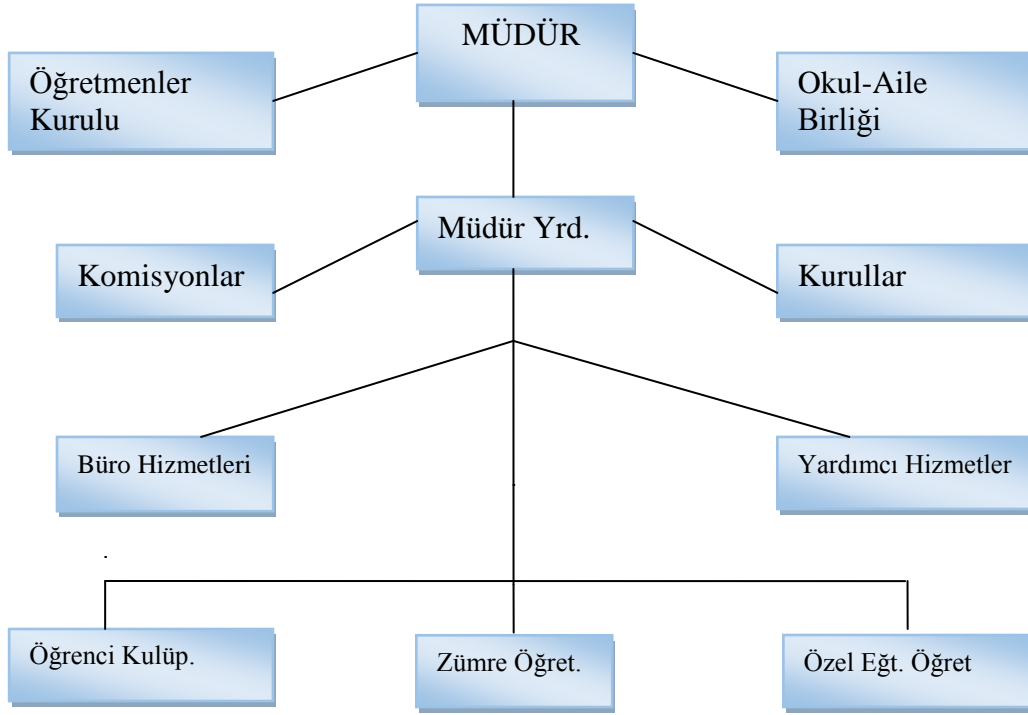 MÜDÜR
Öğretmenler
Kurulu
Okul-Aile
Birliği
Müdür Yrd.
Komisyonlar
Kurullar
Büro Hizmetleri
Yardımcı Hizmetler
Öğrenci Kulüp.
Zümre Öğret.
Özel Eğt. Öğret